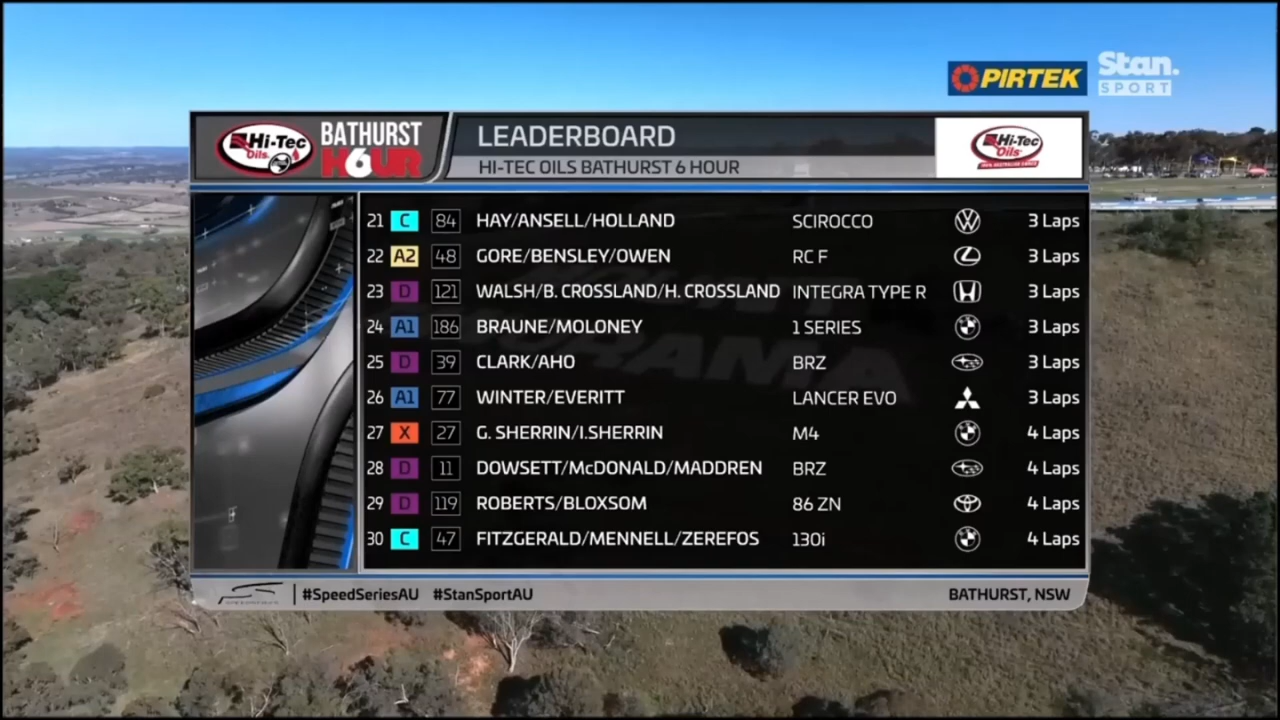 PIRTEK
Stan.
SPORT
Hi-Tec
Oils
BATHURST
6 HOUR
LEADERBOARD
HI-TEC OILS BATHURST 6 HOUR
Hi-Tec
Oils
21 C 84 HAY/ANSELL/HOLLAND SCIROCCO 3 Laps
22 A2 48 GORE/BENSLEY/OWEN RC F 3 Laps
23 D 121 WALSH/B. CROSSLAND/H. CROSSLAND INTEGRA TYPE R 3 Laps
24 A1 186 BRAUNE/MOLONEY 1 SERIES 3 Laps
25 D 39 CLARK/AHO BRZ 3 Laps
26 A1 77 WINTER/EVERITT LANCER EVO 3 Laps
27 X 27 G. SHERRIN/I.SHERRIN M4 4 Laps
28 D 11 DOWSETT/McDONALD/MADDREN BRZ 4 Laps
29 D 119 ROBERTS/BLOXSOM 86 ZN 4 Laps
30 C 47 FITZGERALD/MENNELL/ZEREFOS 130i 4 Laps
#SpeedSeriesAU #StanSportAU BATHURST, NSW